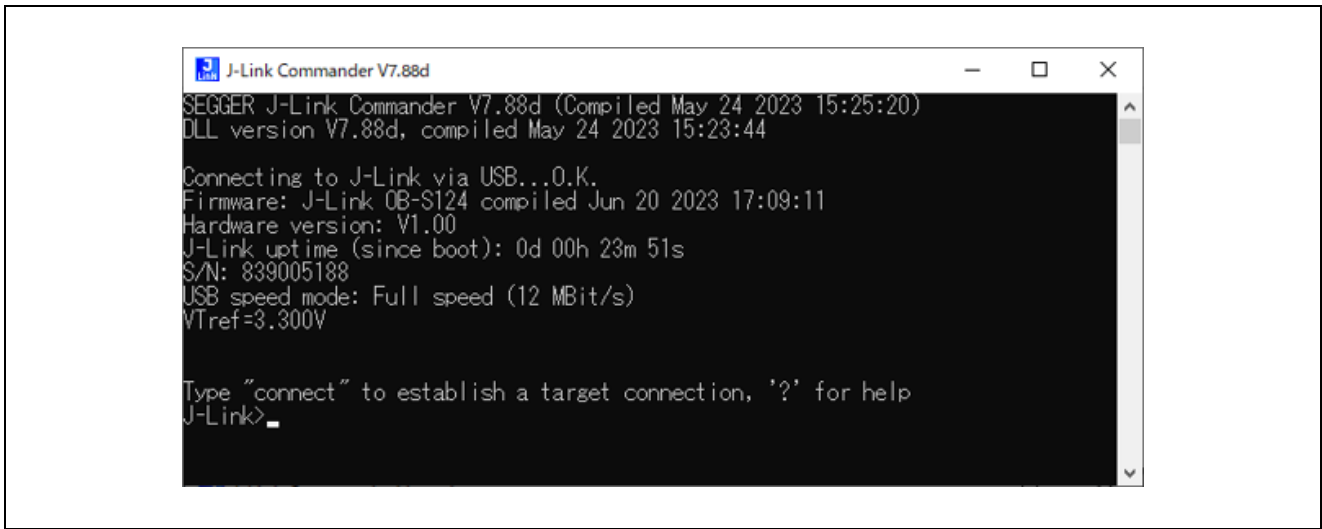 J-Link Commander V7.88d
SEGGER J-Link Commander V7.88d (Compiled May 24 2023 15:25:20)
DLL version V7.88d, compiled May 24 2023 15:23:44
Connecting to J-Link via USB...O.K.
Firmware: J-Link OB-S124 compiled Jun 20 2023 17:09:11
Hardware version: V1.00
J-Link uptime (since boot): 0d 00h 23m 51s
S/N: 839005188
USB speed mode: Full speed (12 MBit/s)
VTref=3.300V
Type "connect" to establish a target connection, '?' for help
J-Link>